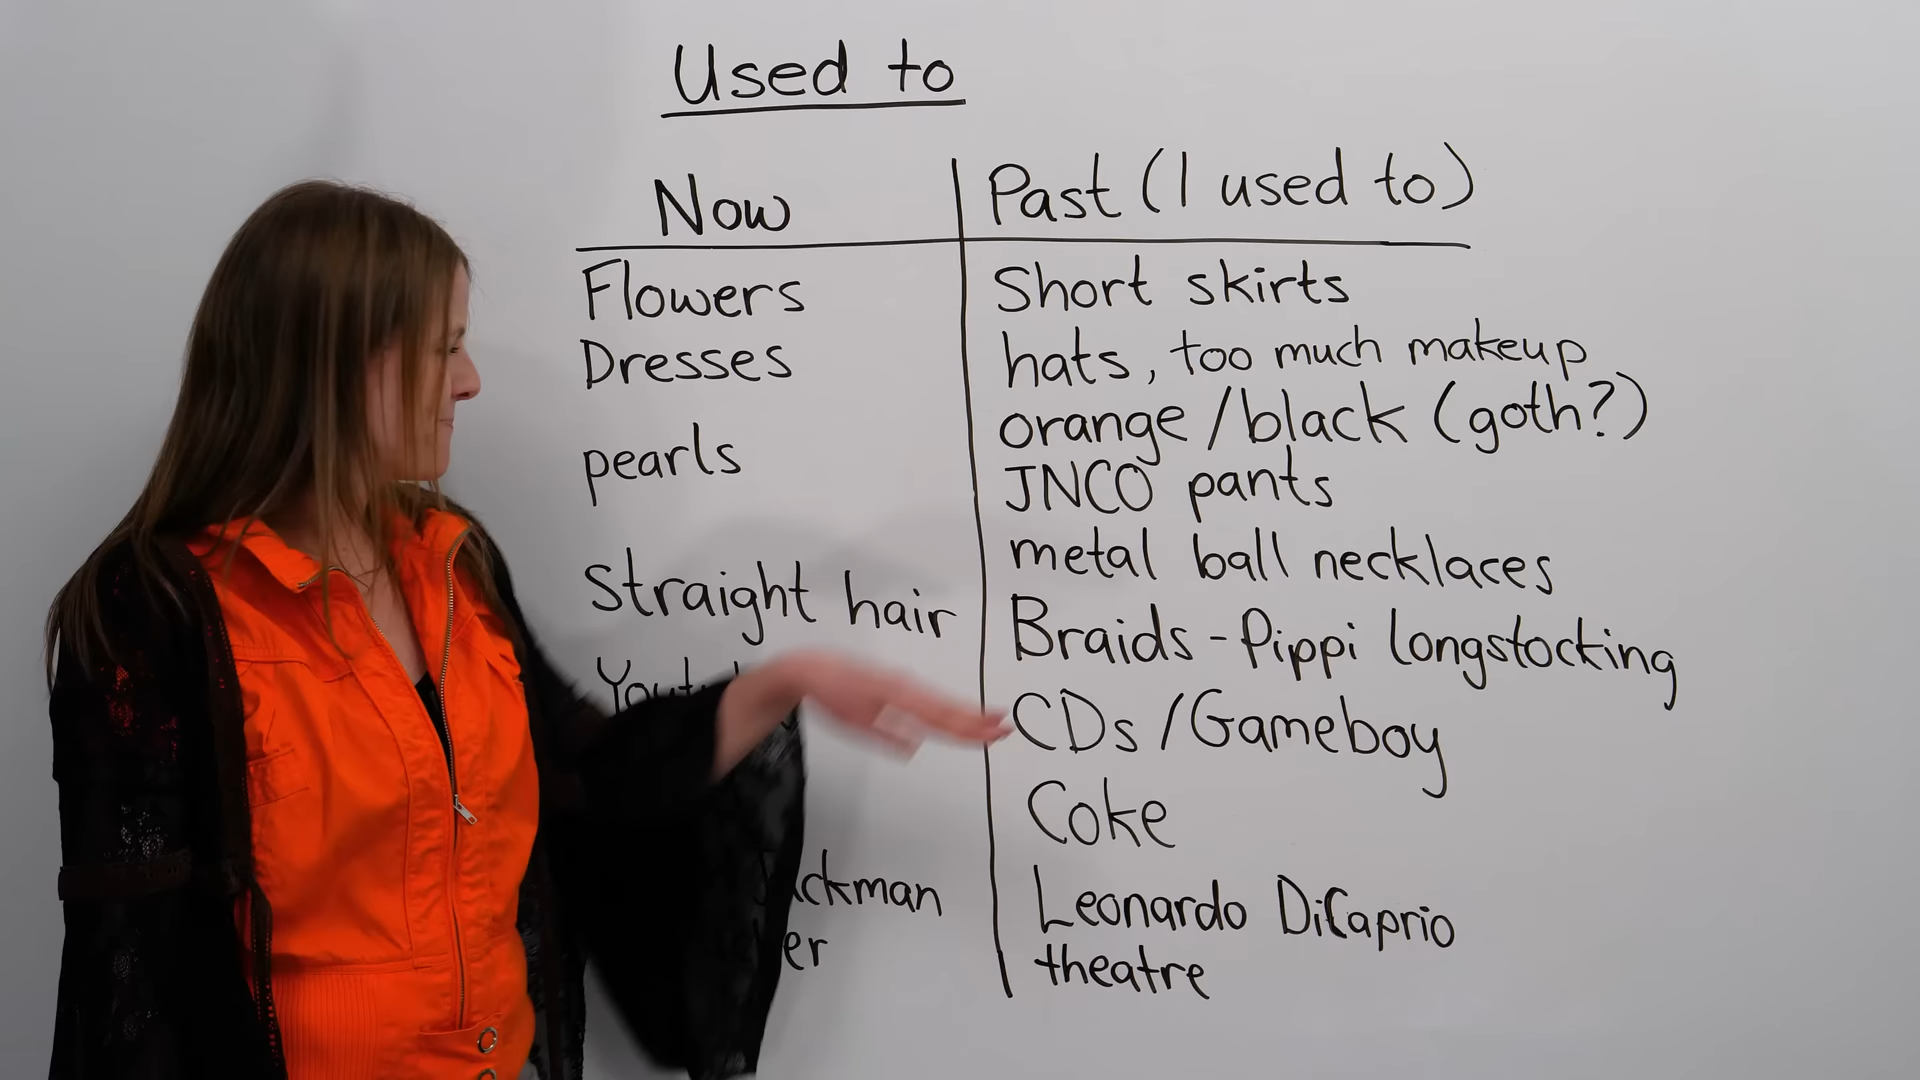 Used to
Now
Past (I used to)
Flowers
Short skirts
Dresses
hats, too much makeup
orange/black (goth?)
pearls
JNCO pants
metal ball necklaces
straight hair
Braids - Pippi longstocking
CDs/Gameboy
Coke
Leonardo DiCaprio
theatre